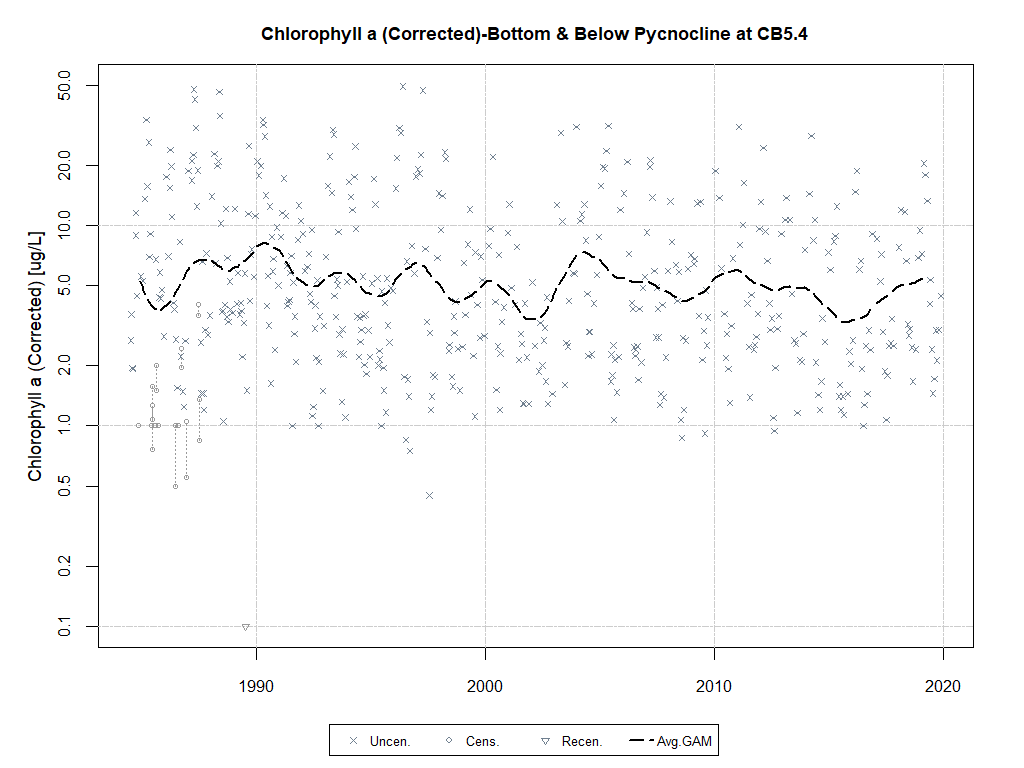 Chlorophyll a (Corrected)-Bottom & Below Pycnocline at CB5.4
Chlorophyll a (Corrected) [ug/L]
50.0
20.0
10.0
5.0
2.0
1.0
0.5
0.2
0.1
1990 2000 2010 2020
Uncen. Cens. Recen. Avg.GAM